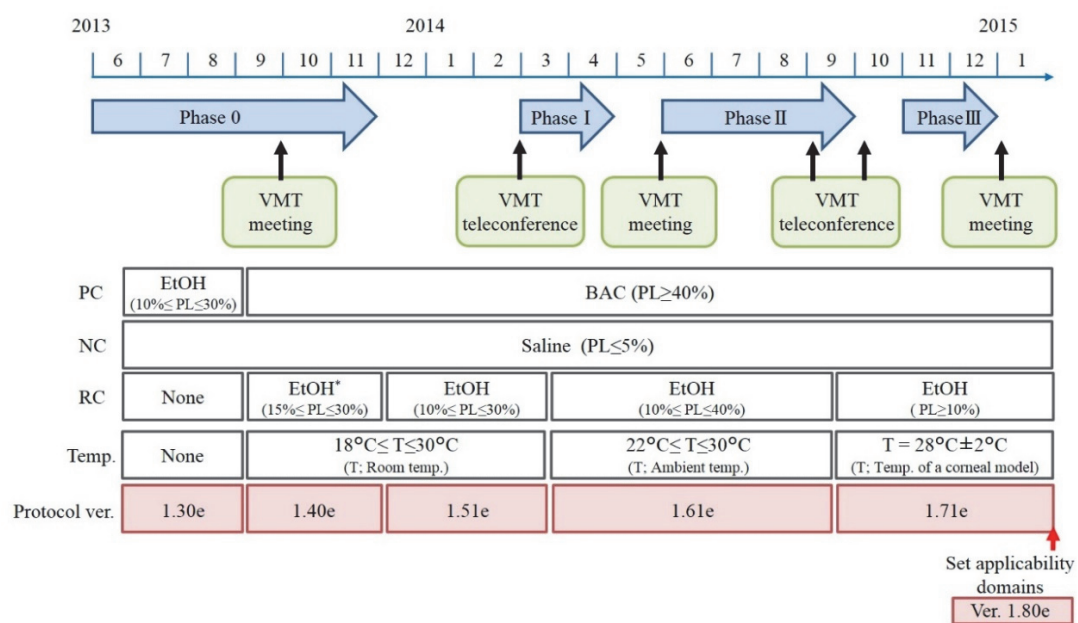 2013 2014 2015
6 7 8 9 10 11 12 1 2 3 4 5 6 7 8 9 10 11 12 1
Phase 0 Phase Ⅰ Phase Ⅱ Phase Ⅲ
VMT VMT VMT VMT VMT
meeting teleconference meeting teleconference meeting
PC EtOH BAC (PL≥40%)
(10%≤ PL≤30%)
NC Saline (PL≤5%)
RC None EtOH* EtOH EtOH EtOH
(15%≤ PL≤30%) (10%≤ PL≤30%) (10%≤ PL≤40%) ( PL≥10%)
Temp. None 18°C≤ T≤30°C 22°C≤ T≤30°C T = 28°C±2°C
(T; Room temp.) (T; Ambient temp.) (T; Temp. of a corneal model)
Protocol ver. 1.30e 1.40e 1.51e 1.61e 1.71e
Set applicability
domains
Ver. 1.80e